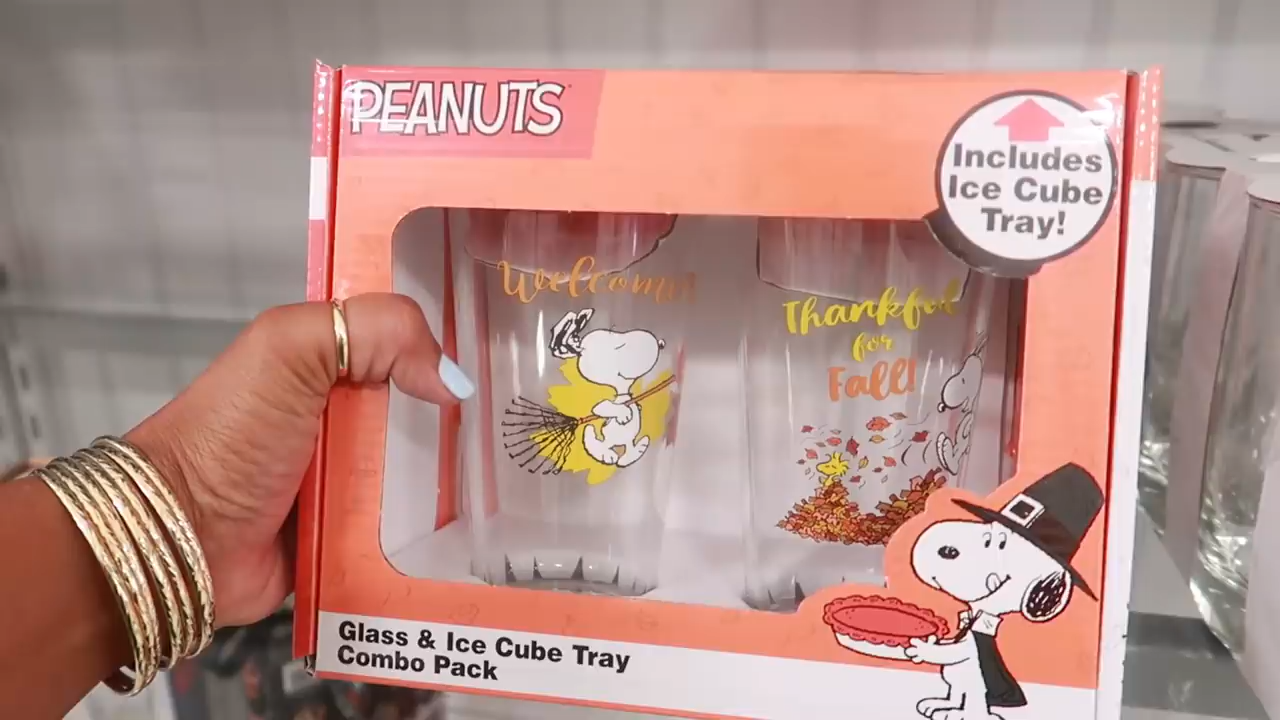 PEANUTS
Includes
Ice Cube
Tray!
Welcome!
Thankful
for
Fall!
Glass & Ice Cube Tray
Combo Pack